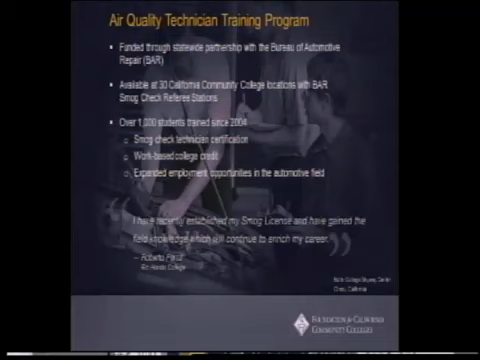 Air Quality Technician Training Program
Funded through statewide partnership with the Bureau of Automotive
Repair (BAR)
Available at 30 California Community College locations with BAR
Smog Check Referee Stations
Over 1,000 students trained since 2004
Smog check technician certification
Work-based college credit
Expanded employment opportunities in the automotive field
I have recently established my Smog License and have gained the
field knowledge which will continue to enrich my career.
– Roberto
Rio Hondo College
Chico, California
FOUNDATION for CALIFORNIA
COMMUNITY COLLEGES